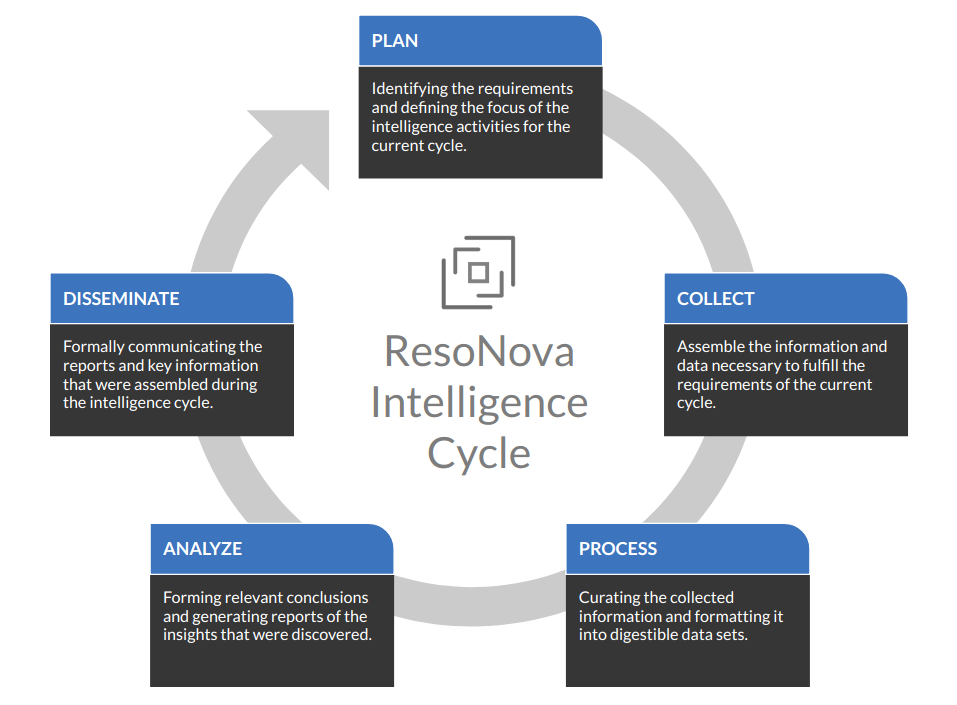 PLAN
Identifying the requirements
and defining the focus of the
intelligence activities for the
current cycle.
DISSEMINATE
Formally communicating the
reports and key information
that were assembled during
the intelligence cycle.
ResoNova
Intelligence
Cycle
COLLECT
Assemble the information and
data necessary to fulfill the
requirements of the current
cycle.
ANALYZE
Forming relevant conclusions
and generating reports of the
insights that were discovered.
PROCESS
Curating the collected
information and formatting it
into digestible data sets.